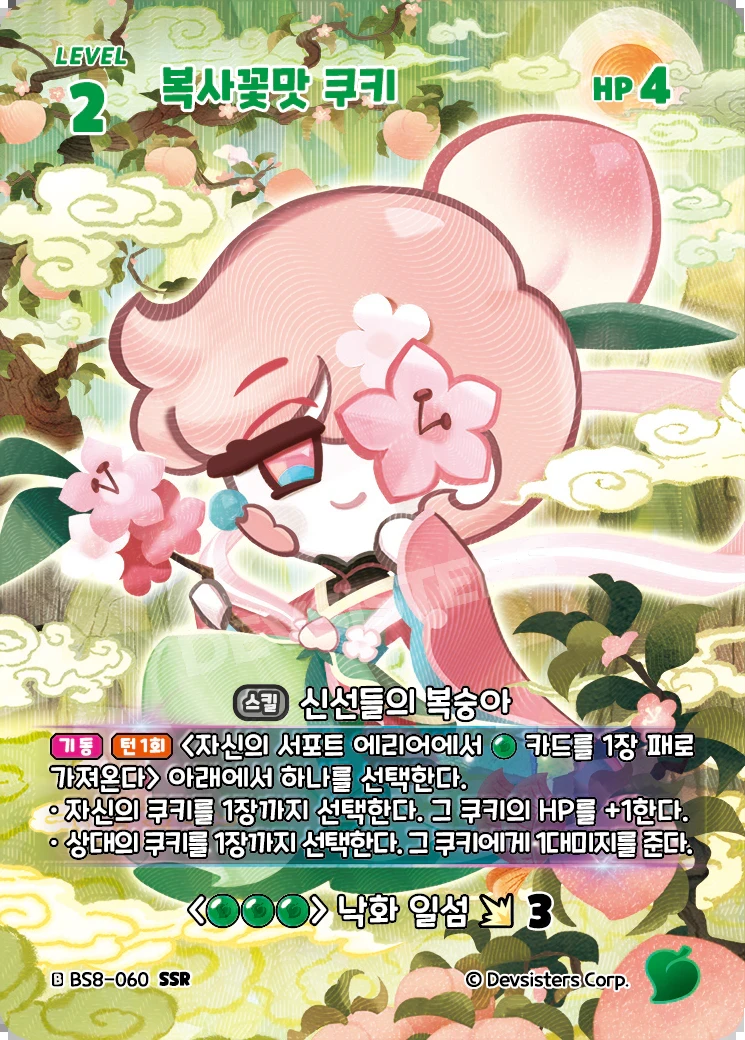 LEVEL
2
복사꽃맛 쿠키
HP 4
스킬 신선들의 복숭아
기동 턴1회 <자신의 서포트 에리어에서 카드를 1장 패로
가져온다> 아래에서 하나를 선택한다.
· 자신의 쿠키를 1장까지 선택한다. 그 쿠키의 HP를 +1한다.
· 상대의 쿠키를 1장까지 선택한다. 그 쿠키에게 1대미지를 준다.
< > 낙화 일섬 3
B BS8-060 SSR
© Devsisters Corp.